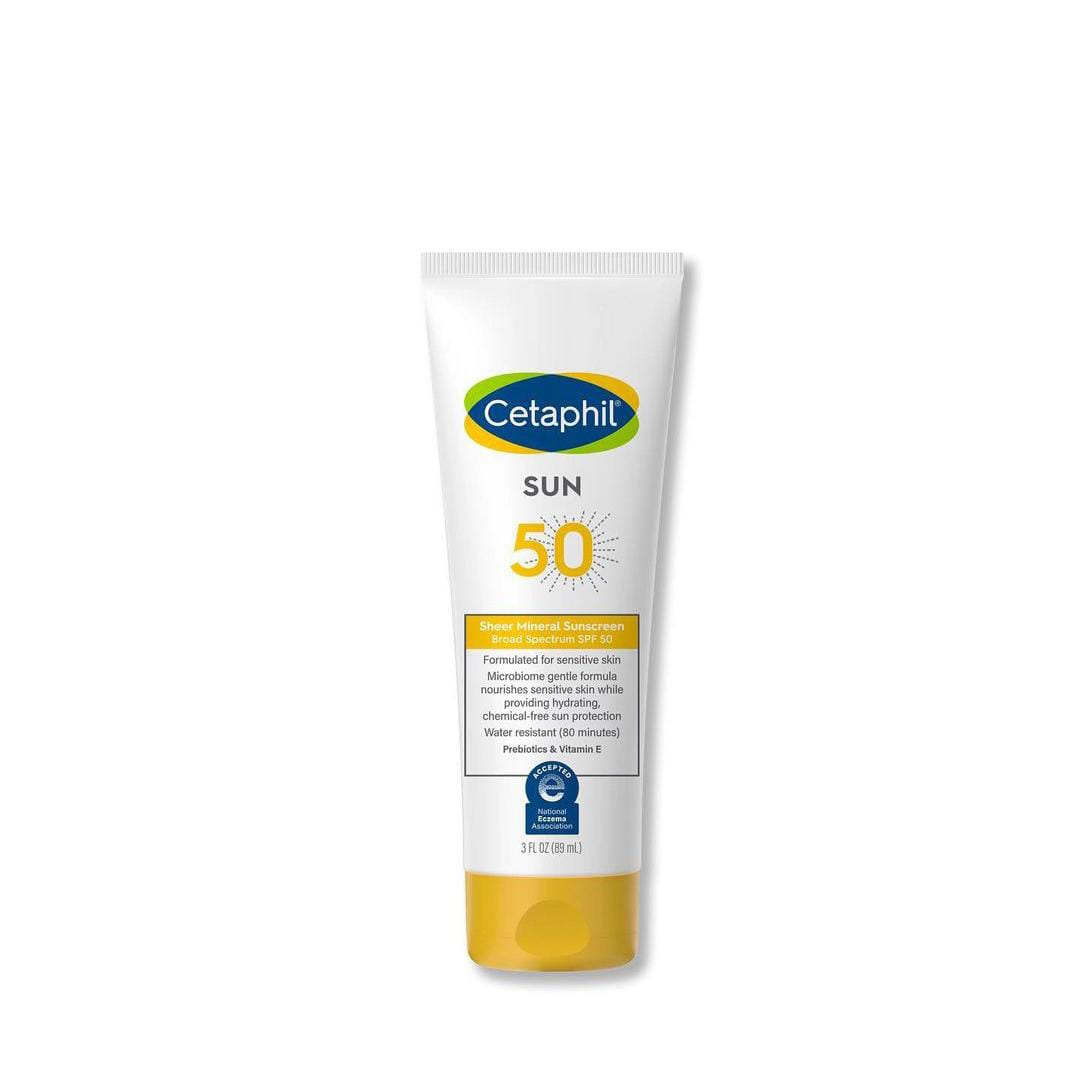 Cetaphil®
SUN
50
Sheer Mineral Sunscreen
Broad Spectrum SPF 50
Formulated for sensitive skin
Microbiome gentle formula
nourishes sensitive skin while
providing hydrating,
chemical-free sun protection
Water resistant (80 minutes)
Prebiotics & Vitamin E
ACCEPTED
e
National
Eczema
Association
3 FL OZ (89 mL)